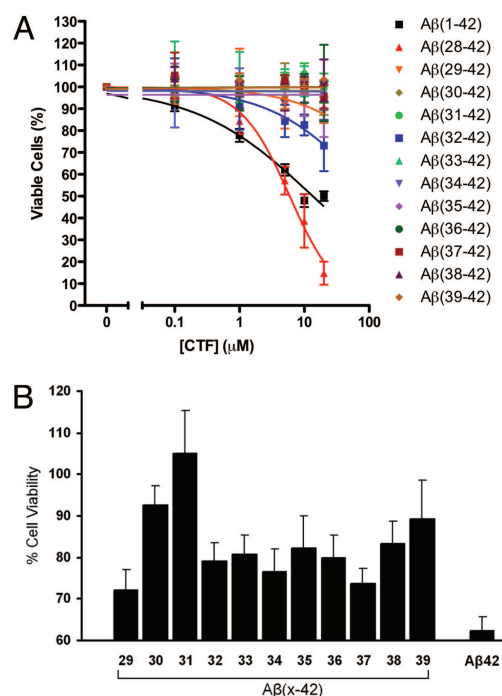 A
130
120
110
100
90
80
70
60
50
40
30
20
10
0
Viable Cells (%)
0 0.1 1 10 100
[CTF] (µM)
Aβ(1-42)
Aβ(28-42)
Aβ(29-42)
Aβ(30-42)
Aβ(31-42)
Aβ(32-42)
Aβ(33-42)
Aβ(34-42)
Aβ(35-42)
Aβ(36-42)
Aβ(37-42)
Aβ(38-42)
Aβ(39-42)
B
120
110
100
90
80
70
60
% Cell Viability
29 30 31 32 33 34 35 36 37 38 39 Aβ42
Aβ(x-42)